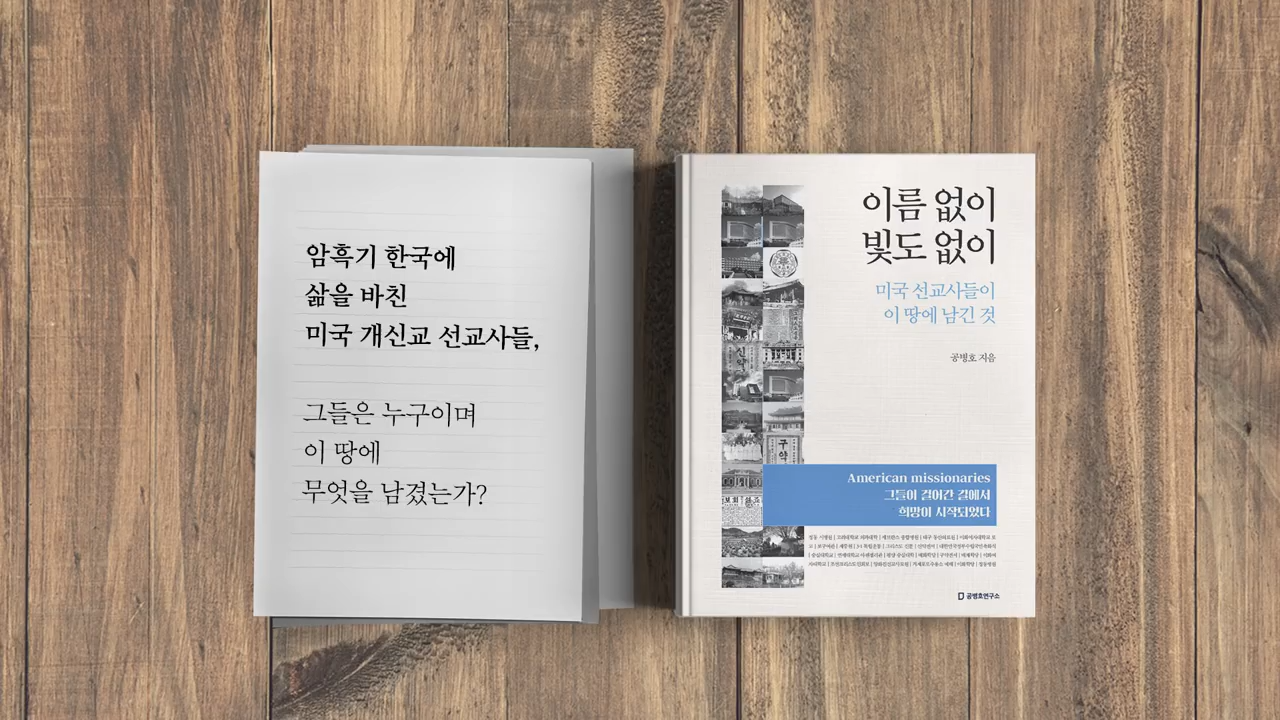 암흑기 한국에
삶을 바친
미국 개신교 선교사들,
그들은 누구이며
이 땅에
무엇을 남겼는가?
이름 없이
빛도 없이
미국 선교사들이
이 땅에 남긴 것
공병호 지음
구약
American missionaries
그들이 걸어간 길에서
희망이 시작되었다
공병호연구소